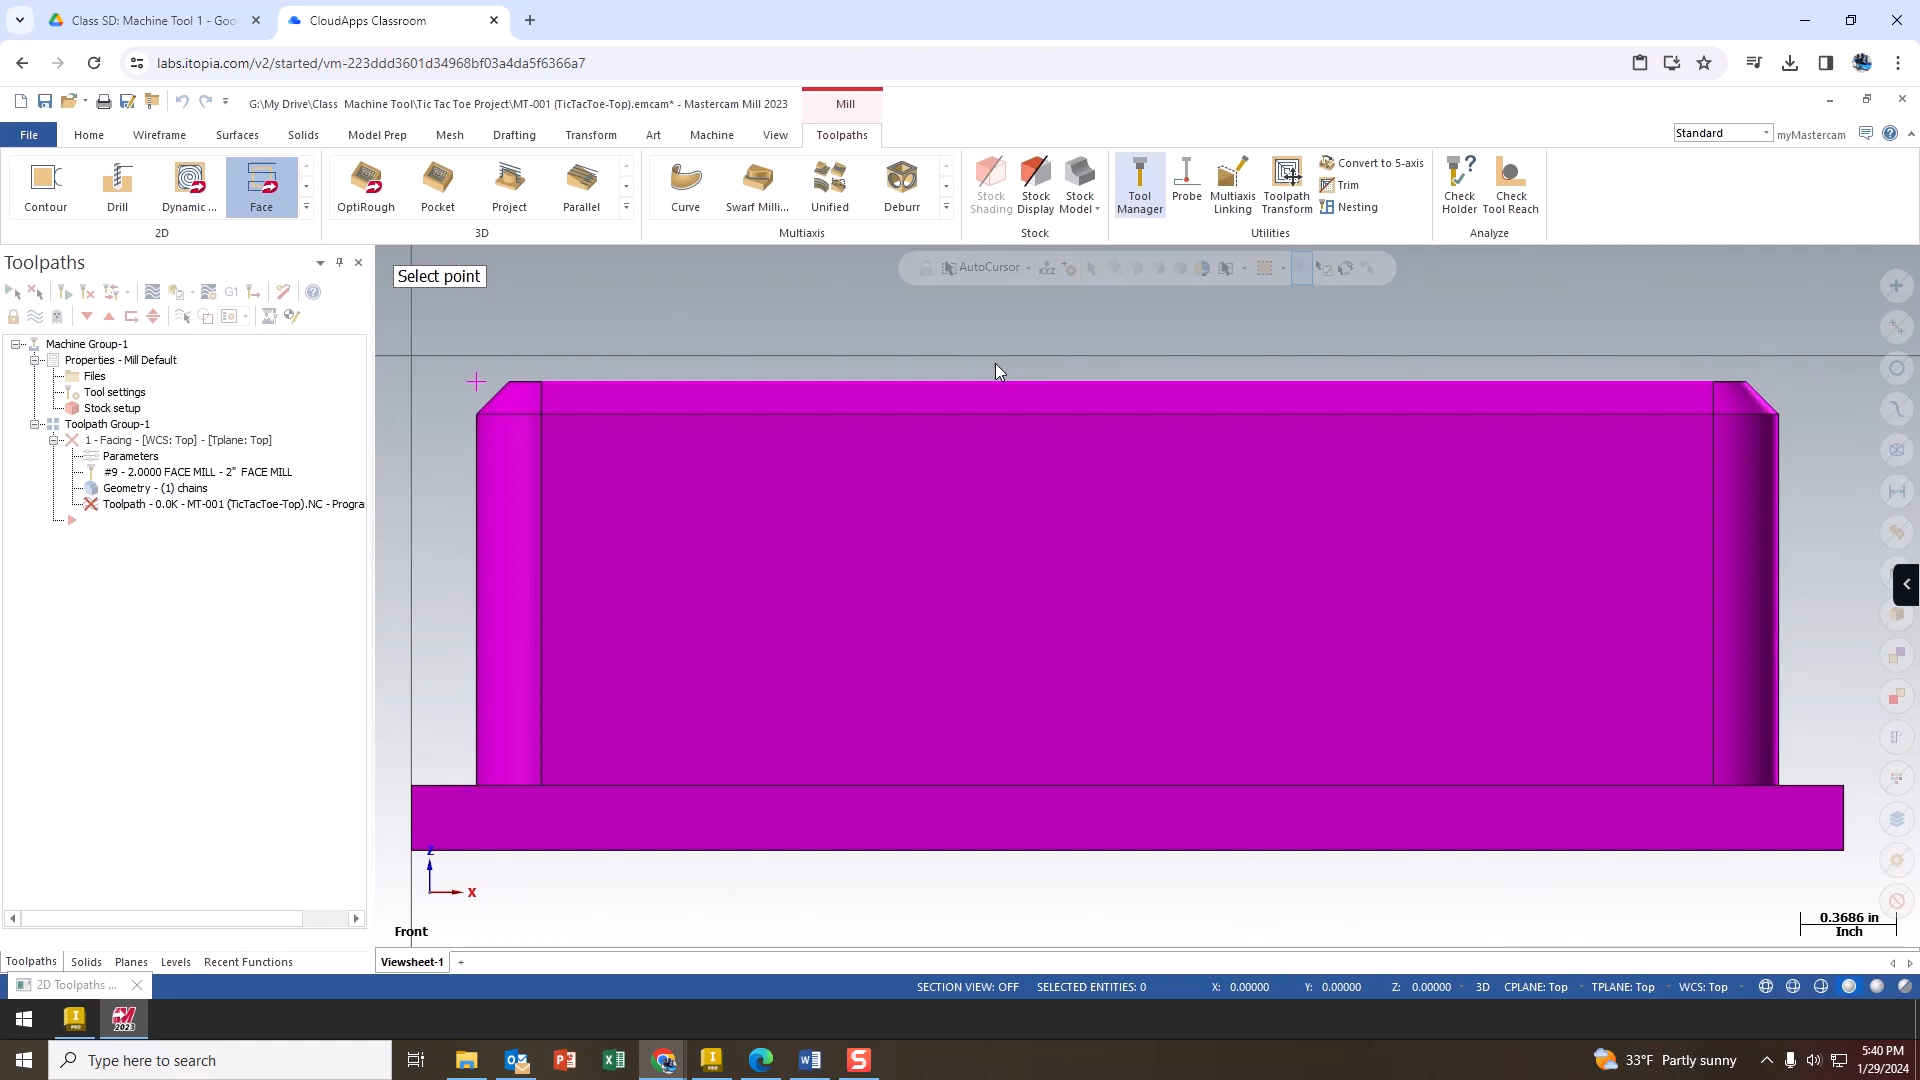 Class SD: Machine Tool 1 - Goo
CloudApps Classroom
labs.itopia.com/v2/started/vm-223ddd3601d34968bf03a4da5f6366a7
G:\My Drive\Class  Machine Tool\Tic Tac Toe Project\MT-001 (TicTacToe-Top).emcam* - Mastercam Mill 2023
Mill
File
Home
Wireframe
Surfaces
Solids
Model Prep
Mesh
Drafting
Transform
Art
Machine
View
Toolpaths
Standard
myMastercam
Contour
Drill
Dynamic ...
Face
2D
OptiRough
Pocket
Project
Parallel
3D
Curve
Swarf Milli...
Unified
Deburr
Multiaxis
Stock Shading
Stock Display
Stock Model
Stock
Tool Manager
Probe
Multiaxis Linking
Toolpath Transform
Convert to 5-axis
Trim
Nesting
Utilities
Check Holder
Check Tool Reach
Analyze
Toolpaths
G1
Select point
AutoCursor
Machine Group-1
Properties - Mill Default
Files
Tool settings
Stock setup
Toolpath Group-1
1 - Facing - [WCS: Top] - [Tplane: Top]
Parameters
#9 - 2.0000 FACE MILL - 2"  FACE MILL
Geometry - (1) chains
Toolpath - 0.0K - MT-001 (TicTacToe-Top).NC - Progra
Z
X
Front
0.3686 in
Inch
Toolpaths
Solids
Planes
Levels
Recent Functions
Viewsheet-1
2D Toolpaths ...
SECTION VIEW: OFF
SELECTED ENTITIES: 0
X: 0.00000
Y: 0.00000
Z: 0.00000
3D
CPLANE: Top
TPLANE: Top
WCS: Top
PRO
2023
Type here to search
PRO
33°F Partly sunny
5:40 PM
1/29/2024